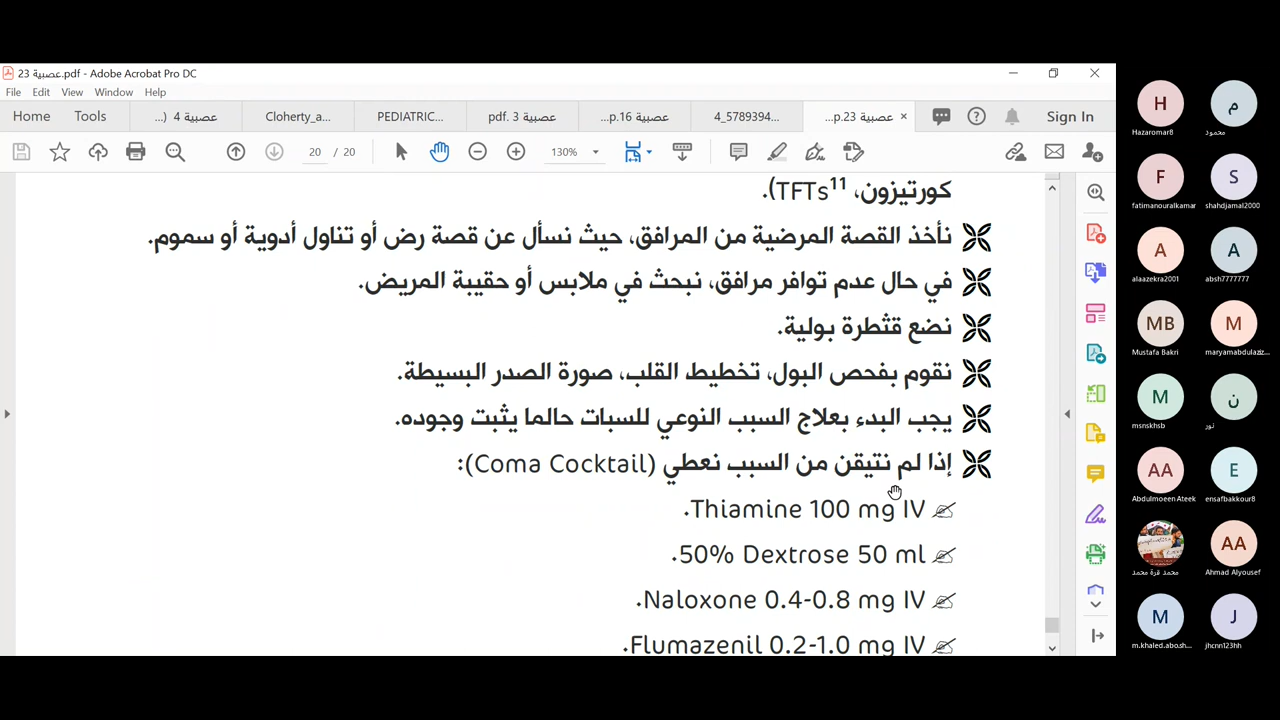 عصبية 23.pdf - Adobe Acrobat Pro DC
File Edit View Window Help
Home Tools عصبية 4 (... Cloherty_a... PEDIATRIC... pdf. 3 عصبية ...p.16 عصبية 4_5789394... ...p.23 عصبية × Sign In
20 / 20 130%
كورتيزون، TFTs¹¹).
نأخذ القصة المرضية من المرافق، حيث نسأل عن قصة رض أو تناول أدوية أو سموم.
في حال عدم توافر مرافق، نبحث في ملابس أو حقيبة المريض.
نضع قثطرة بولية.
نقوم بفحص البول، تخطيط القلب، صورة الصدر البسيطة.
يجب البدء بعلاج السبب النوعي للسبات حالما يثبت وجوده.
إذا لم نتيقن من السبب نعطي (Coma Cocktail):
Thiamine 100 mg IV.
50% Dextrose 50 ml.
Naloxone 0.4-0.8 mg IV.
Flumazenil 0.2-1.0 mg IV.
H م
Hazaromar8 محمود
F S
fatimanouralkamar shahdjamal2000
A A
alaazekra2001 absh7777777
MB M
Mustafa Bakri maryamabdulaziz...
M ن
msnskhsb نور
AA E
Abdulmoeen Ateek ensafbakkour8
AA
محمد قرة محمد Ahmad Alyousef
M J
m.khaled.abo.sh... jhcnn123hh